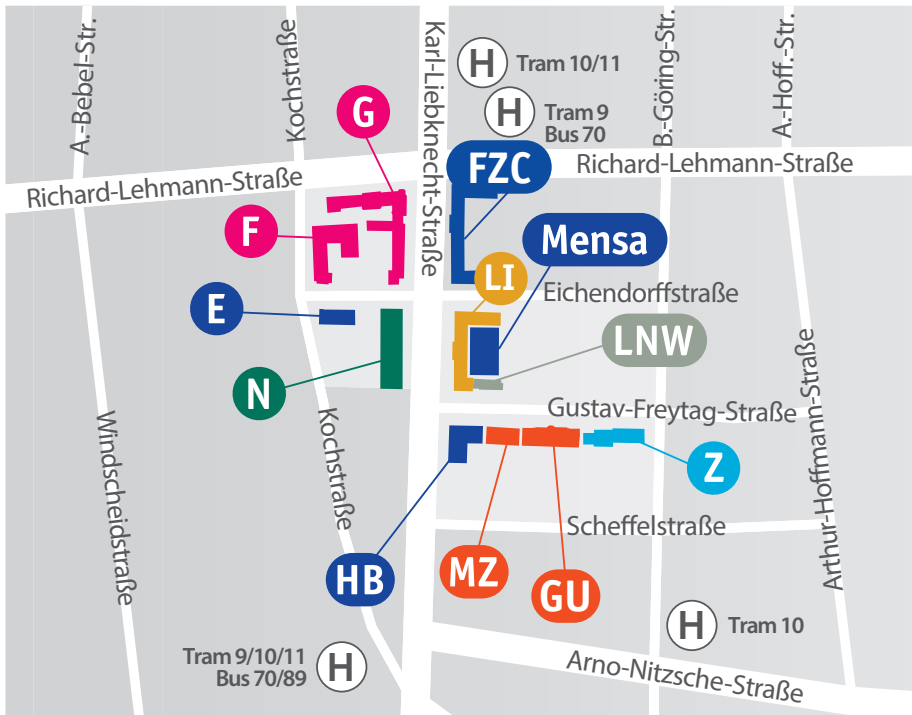 A.-Bebel-Str.
Kochstraße
Karl-Liebknecht-Straße
H
Tram 10/11
B.-Göring-Str.
A.-Hoff.-Str.
G
H
Tram 9
Bus 70
FZC
Richard-Lehmann-Straße
Richard-Lehmann-Straße
F
Mensa
LI
Eichendorffstraße
E
LNW
N
Gustav-Freytag-Straße
Windscheidstraße
Kochstraße
Z
Arthur-Hoffmann-Straße
Scheffelstraße
HB
MZ
GU
H
Tram 10
Tram 9/10/11
Bus 70/89
H
Arno-Nitzsche-Straße